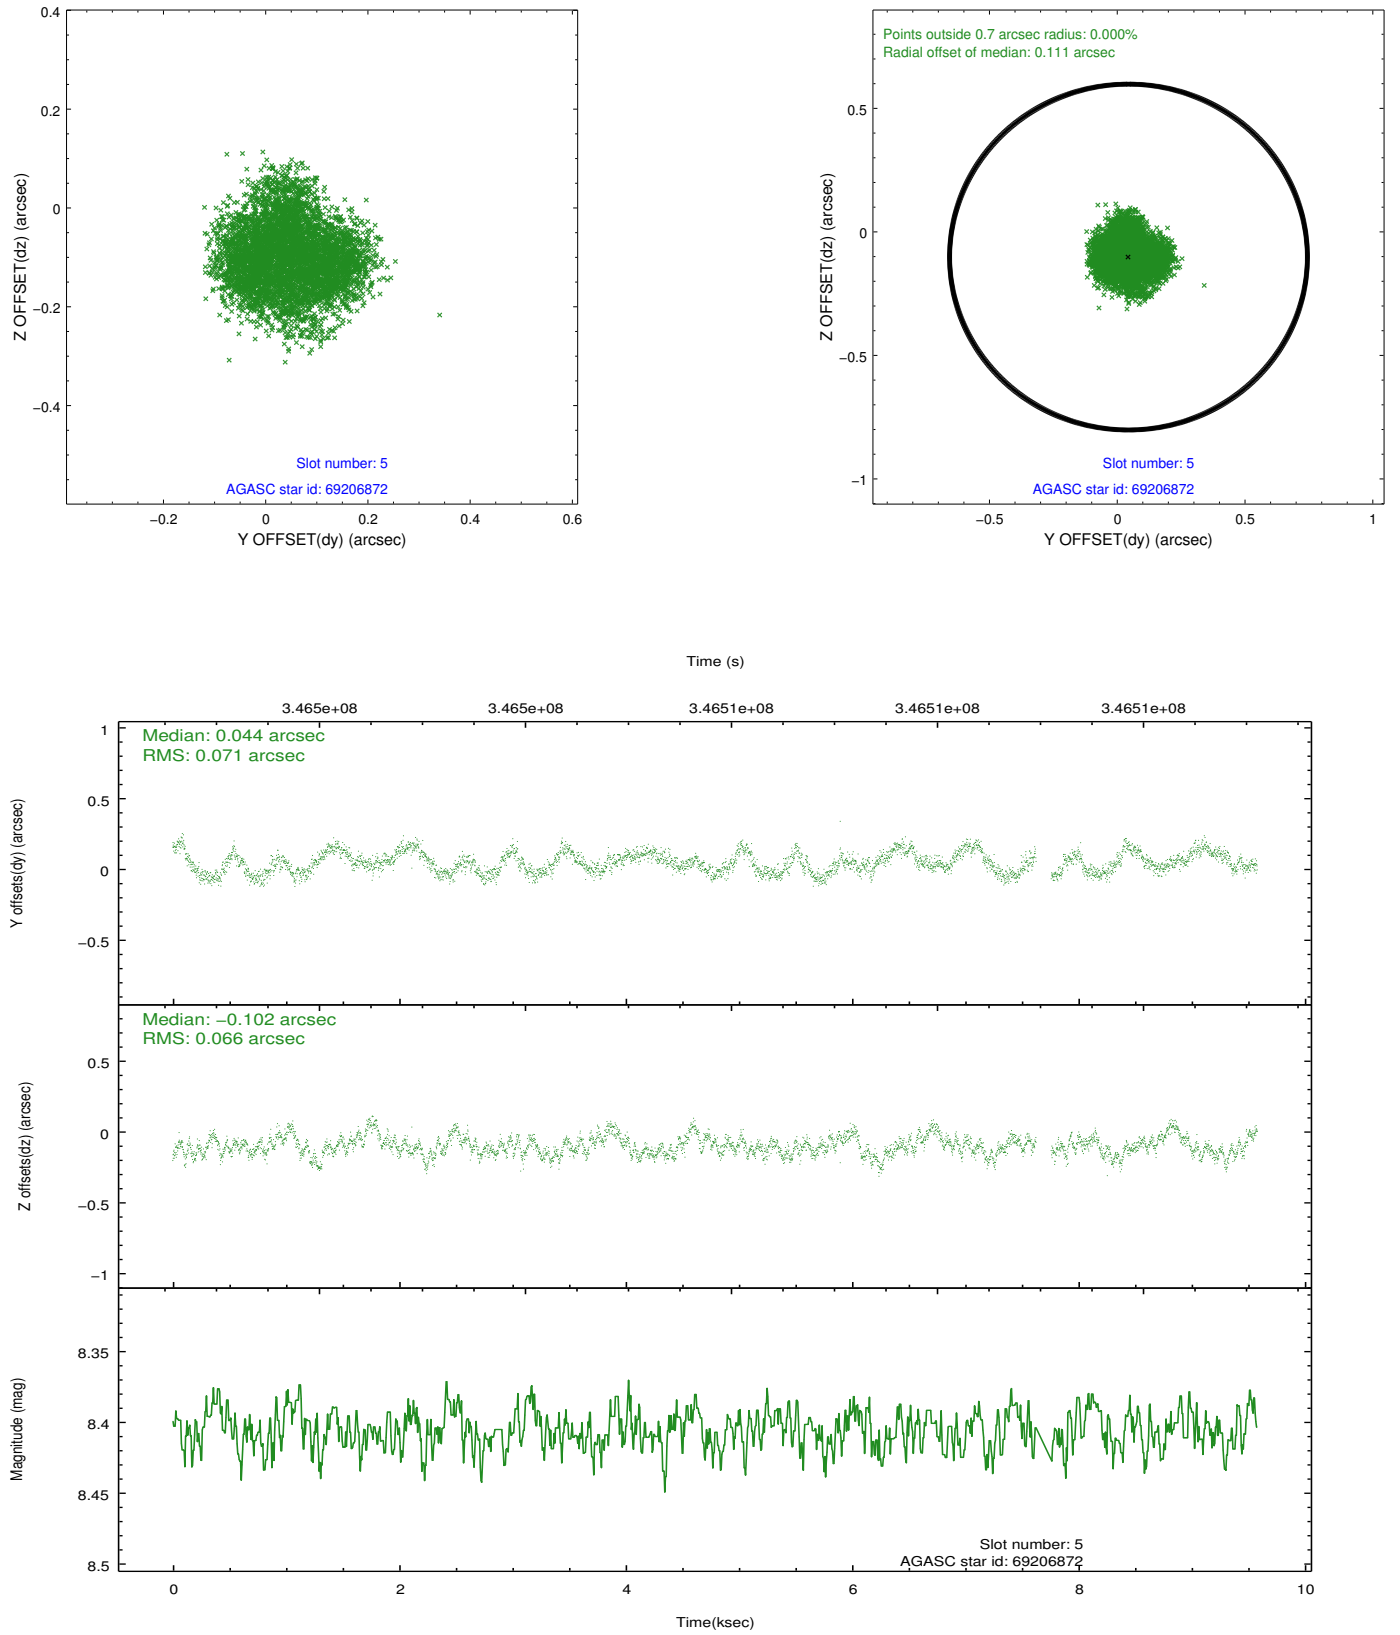 0.4
0.2
0
−0.2
−0.4
Z OFFSET(dz) (arcsec)
Slot number: 5
AGASC star id: 69206872
−0.2 0 0.2 0.4 0.6
Y OFFSET(dy) (arcsec)
Points outside 0.7 arcsec radius: 0.000%
Radial offset of median: 0.111 arcsec
0.5
0
−0.5
−1
Z OFFSET(dz) (arcsec)
Slot number: 5
AGASC star id: 69206872
−0.5 0 0.5 1
Y OFFSET(dy) (arcsec)
Time (s)
3.465e+08 3.465e+08 3.4651e+08 3.4651e+08 3.4651e+08
Median: 0.044 arcsec
RMS: 0.071 arcsec
1
0.5
0
−0.5
Y offsets(dy) (arcsec)
Median: −0.102 arcsec
RMS: 0.066 arcsec
0.5
0
−0.5
−1
Z offsets(dz) (arcsec)
8.35
8.4
8.45
8.5
Magnitude (mag)
Slot number: 5
AGASC star id: 69206872
0 2 4 6 8 10
Time(ksec)